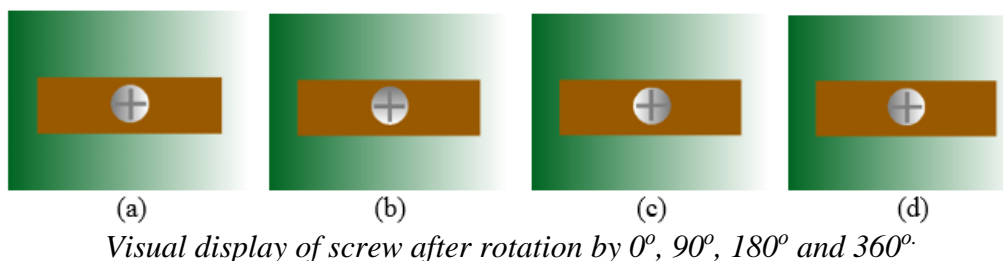 (a) (b) (c) (d)
Visual display of screw after rotation by 0º, 90º, 180º and 360º.